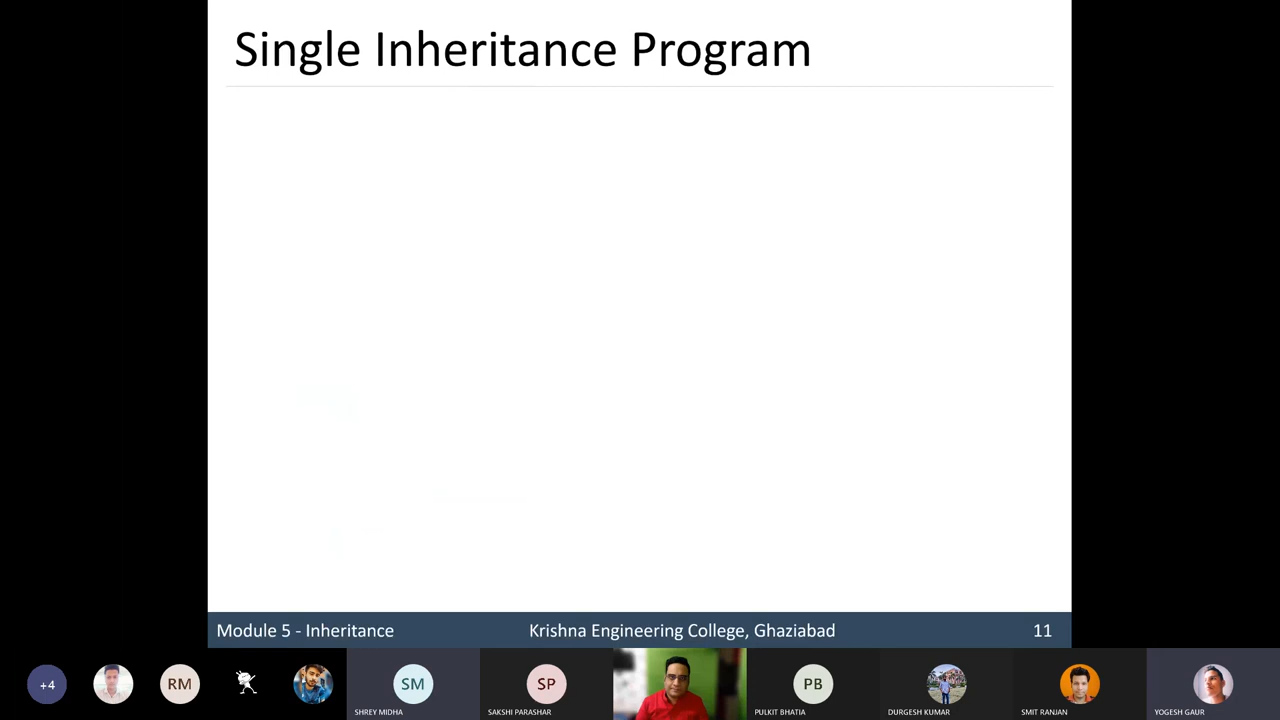 Single Inheritance Program
Module 5 - Inheritance
Krishna Engineering College, Ghaziabad
11
+4
RM
SM
SHREY MIDHA
SP
SAKSHI PARASHAR
PB
PULKIT BHATIA
DURGESH KUMAR
SMIT RANJAN
YOGESH GAUR